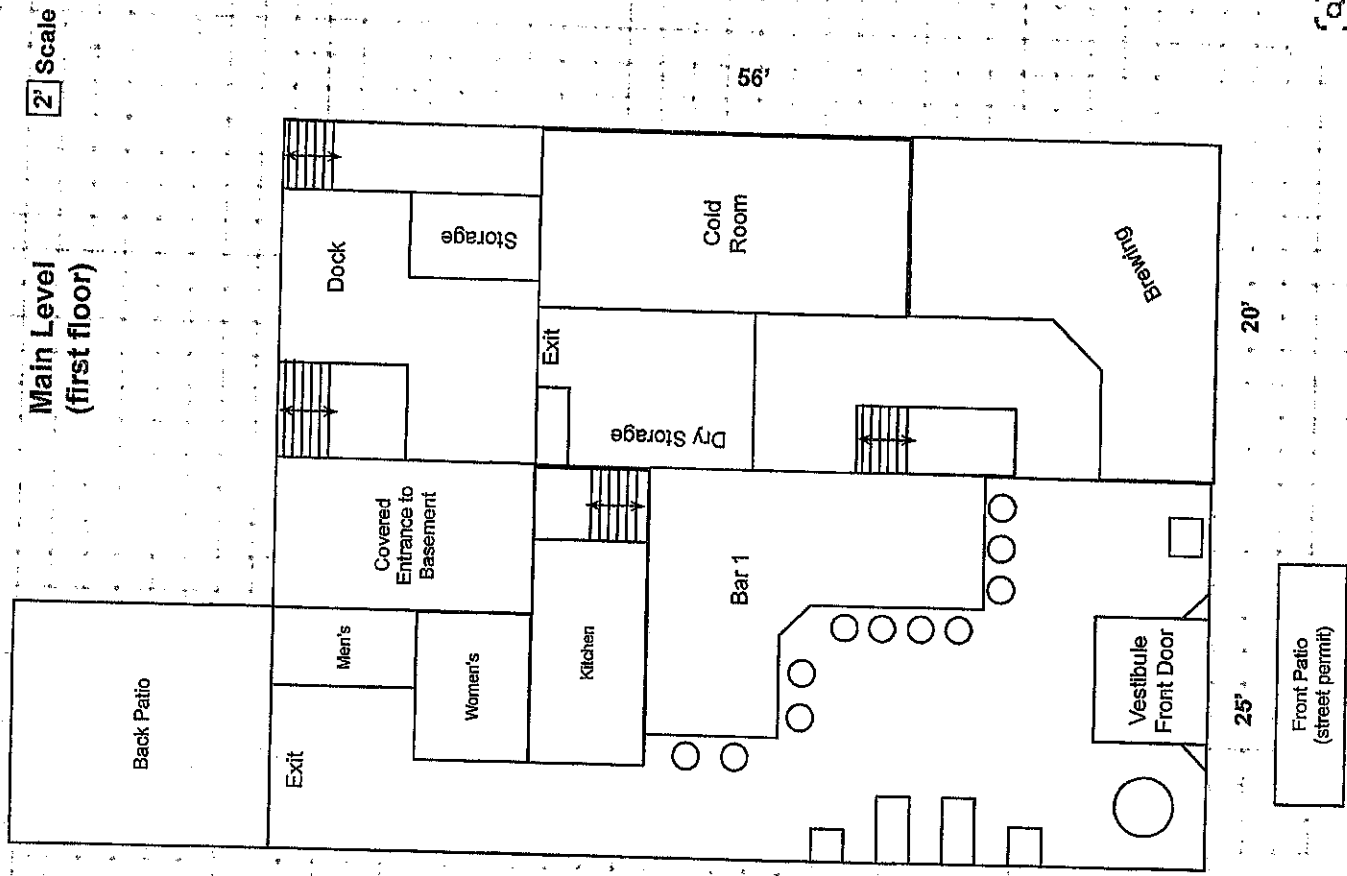 2' Scale
Main Level
(first floor)
56'
Dock
Storage
Cold
Room
Exit
Dry Storage
Brewing
20'
Covered
Entrance to
Basement
Back Patio
Men's
Women's
Kitchen
Exit
Bar 1
Vestibule
Front Door
25'
Front Patio
(street permit)